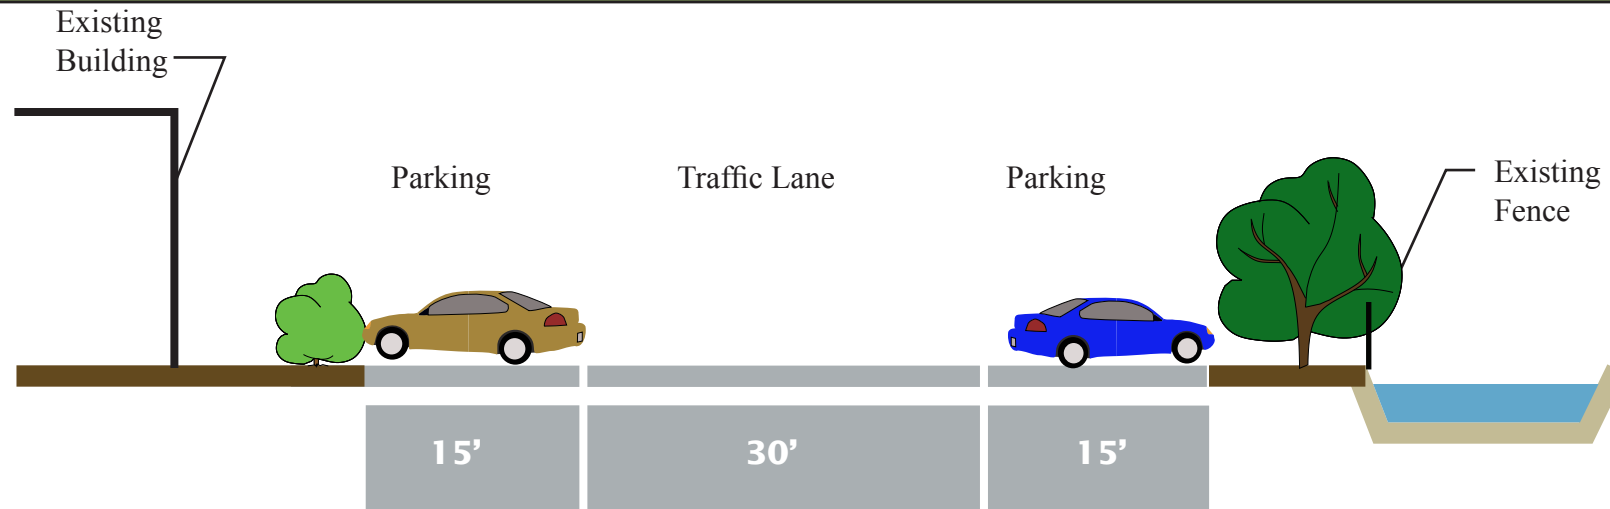 Existing
Building
Parking
Traffic Lane
Parking
Existing
Fence
15’
30’
15’